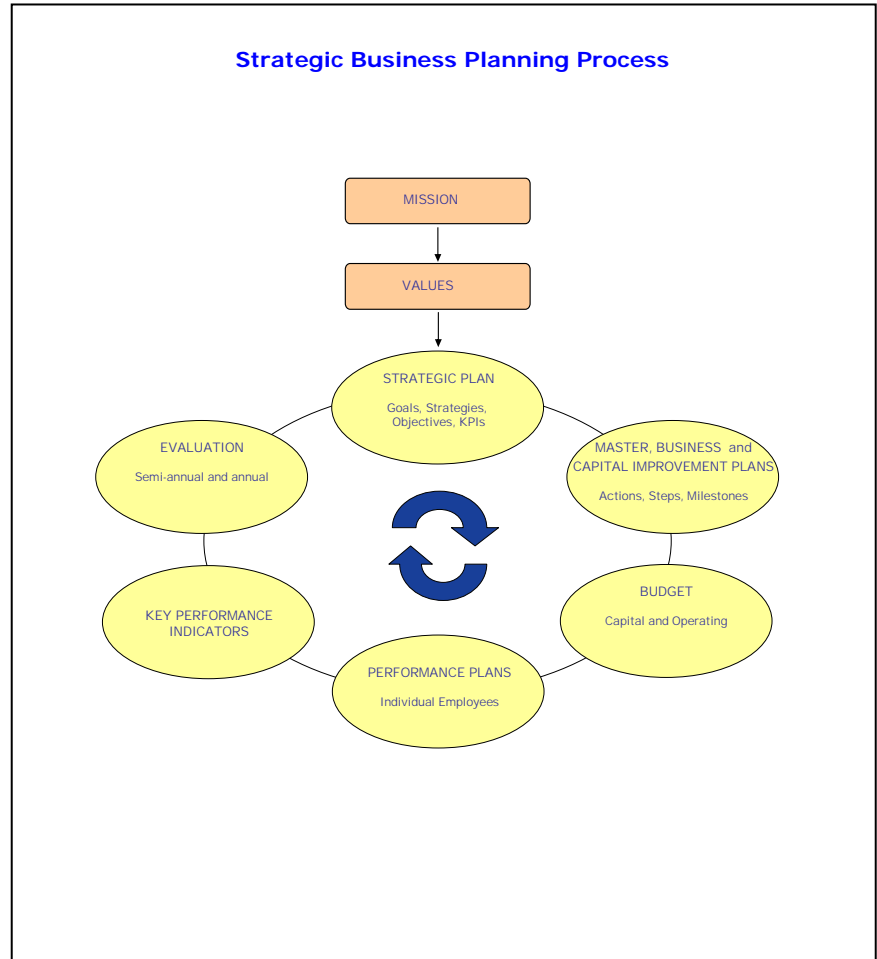 Strategic Business Planning Process
MISSION
VALUES
STRATEGIC PLAN
Goals, Strategies,
Objectives, KPIs
EVALUATION
Semi-annual and annual
MASTER, BUSINESS and
CAPITAL IMPROVEMENT PLANS
Actions, Steps, Milestones
KEY PERFORMANCE
INDICATORS
BUDGET
Capital and Operating
PERFORMANCE PLANS
Individual Employees